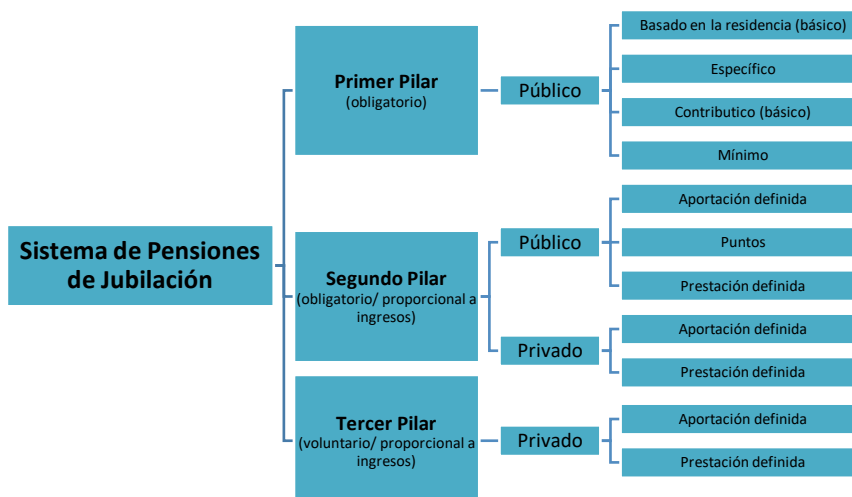 Sistema de Pensiones
de Jubilación
Primer Pilar
(obligatorio)
Público
Basado en la residencia (básico)
Específico
Contributico (básico)
Mínimo
Segundo Pilar
(obligatorio/ proporcional a
ingresos)
Público
Aportación definida
Puntos
Prestación definida
Privado
Aportación definida
Prestación definida
Tercer Pilar
(voluntario/ proporcional a
ingresos)
Privado
Aportación definida
Prestación definida